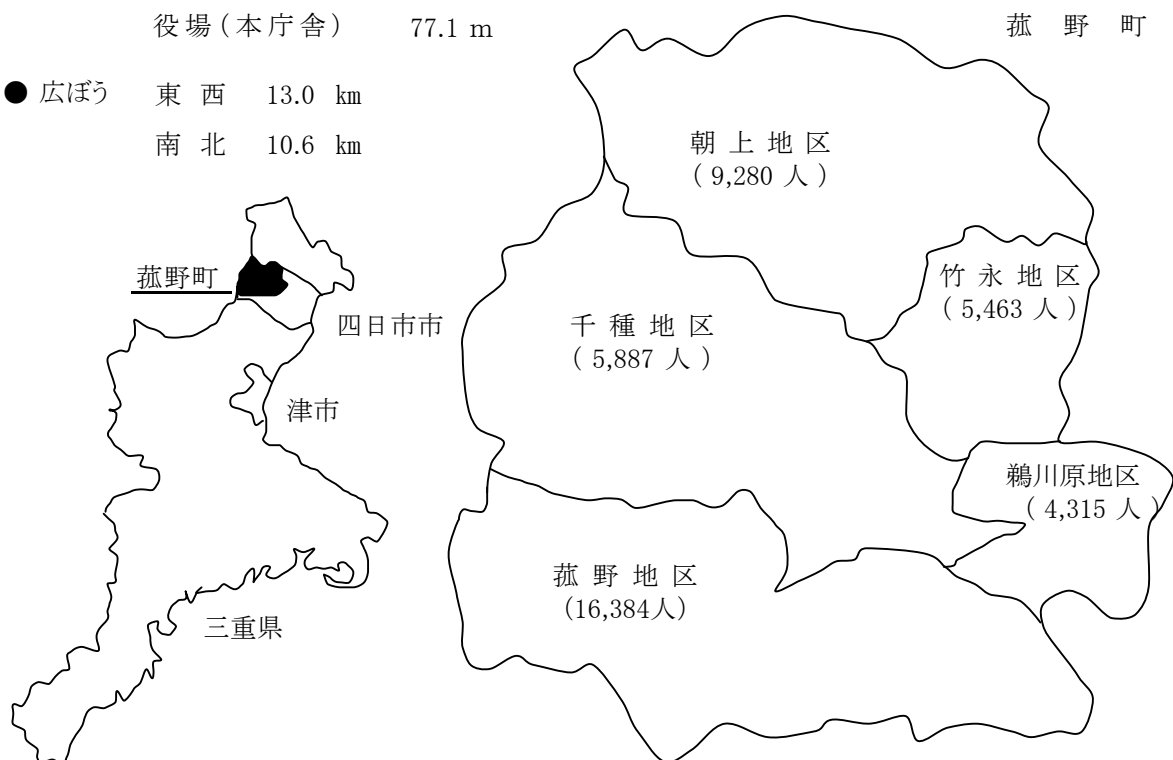 役場(本庁舎) 77.1 m
菰野町
● 広ぼう 東西 13.0 ㎞
南北 10.6 ㎞
朝上地区
( 9,280 人 )
菰野町
竹永地区
( 5,463 人 )
四日市市
千種地区
( 5,887 人 )
津市
鵜川原地区
( 4,315 人 )
菰野地区
(16,384人)
三重県